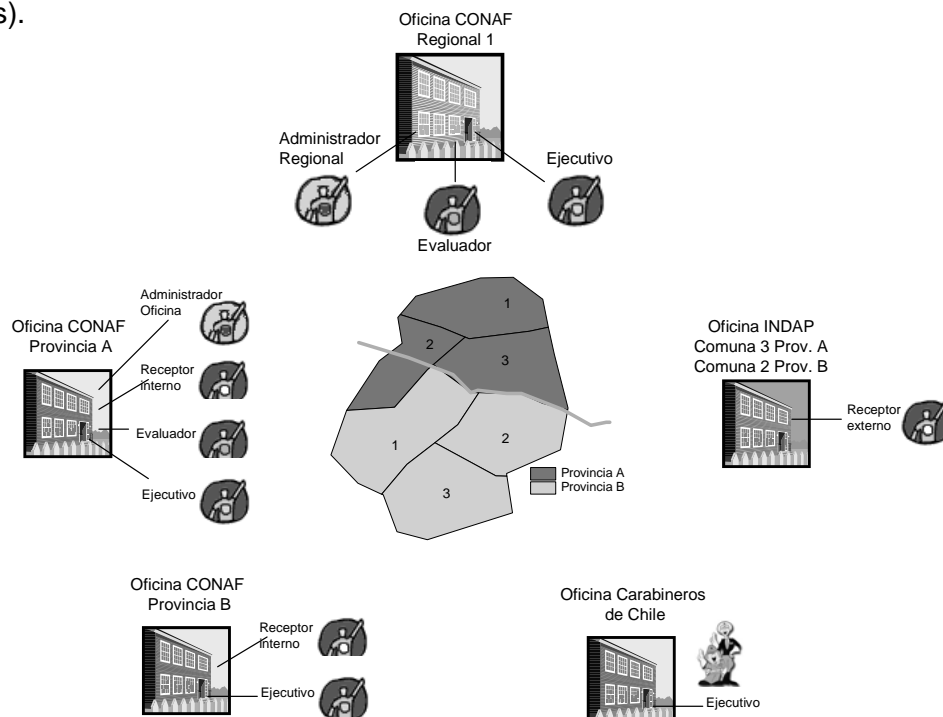 s).
Oficina CONAF
Regional 1
Administrador
Regional
Ejecutivo
Evaluador
Oficina CONAF
Provincia A
Administrador
Oficina
Receptor
interno
Evaluador
Ejecutivo
1
2
3
1
2
3
Provincia A
Provincia B
Oficina INDAP
Comuna 3 Prov. A
Comuna 2 Prov. B
Receptor
externo
Oficina CONAF
Provincia B
Receptor
interno
Ejecutivo
Oficina Carabineros
de Chile
Ejecutivo